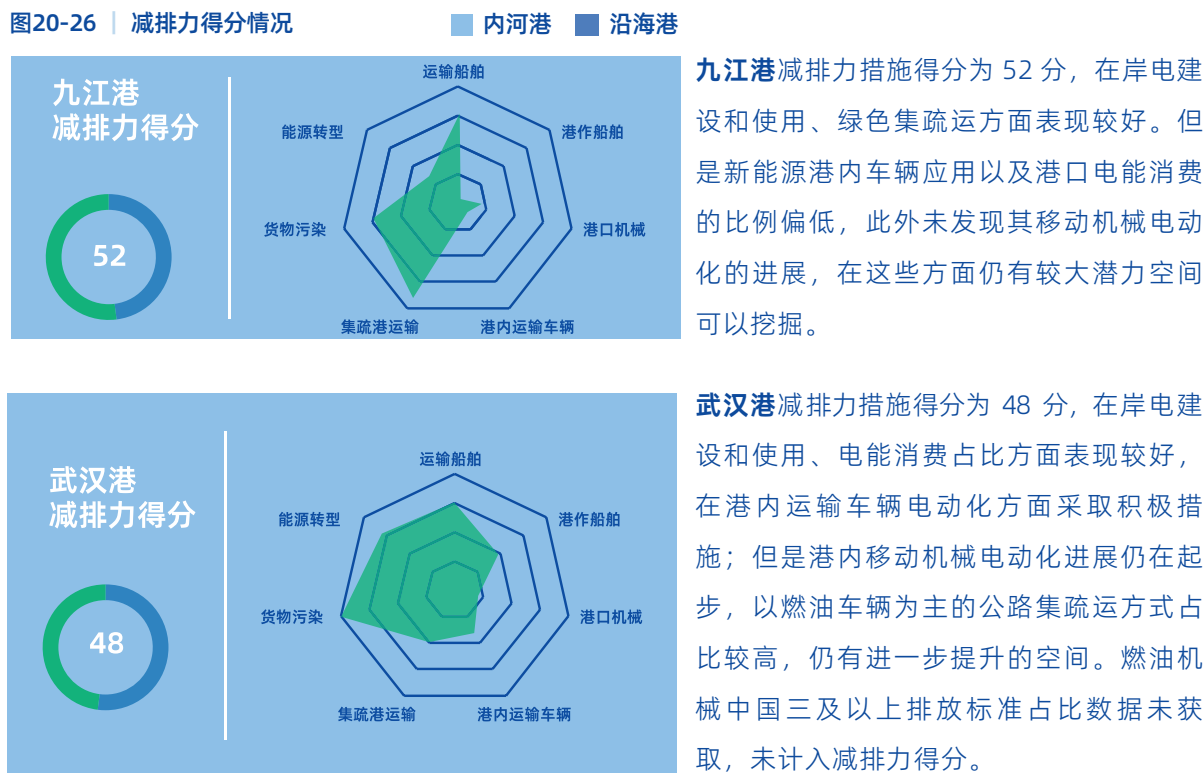 图20-26 | 减排力得分情况
内河港 沿海港
九江港
减排力得分
52
运输船舶
能源转型
港作船舶
货物污染
港口机械
集疏港运输
港内运输车辆
九江港减排力措施得分为 52 分，在岸电建
设和使用、绿色集疏运方面表现较好。但
是新能源港内车辆应用以及港口电能消费
的比例偏低，此外未发现其移动机械电动
化的进展，在这些方面仍有较大潜力空间
可以挖掘。
武汉港
减排力得分
48
运输船舶
能源转型
港作船舶
货物污染
港口机械
集疏港运输
港内运输车辆
武汉港减排力措施得分为 48 分，在岸电建
设和使用、电能消费占比方面表现较好，
在港内运输车辆电动化方面采取积极措
施；但是港内移动机械电动化进展仍在起
步，以燃油车辆为主的公路集疏运方式占
比较高，仍有进一步提升的空间。燃油机
械中国三及以上排放标准占比数据未获
取，未计入减排力得分。